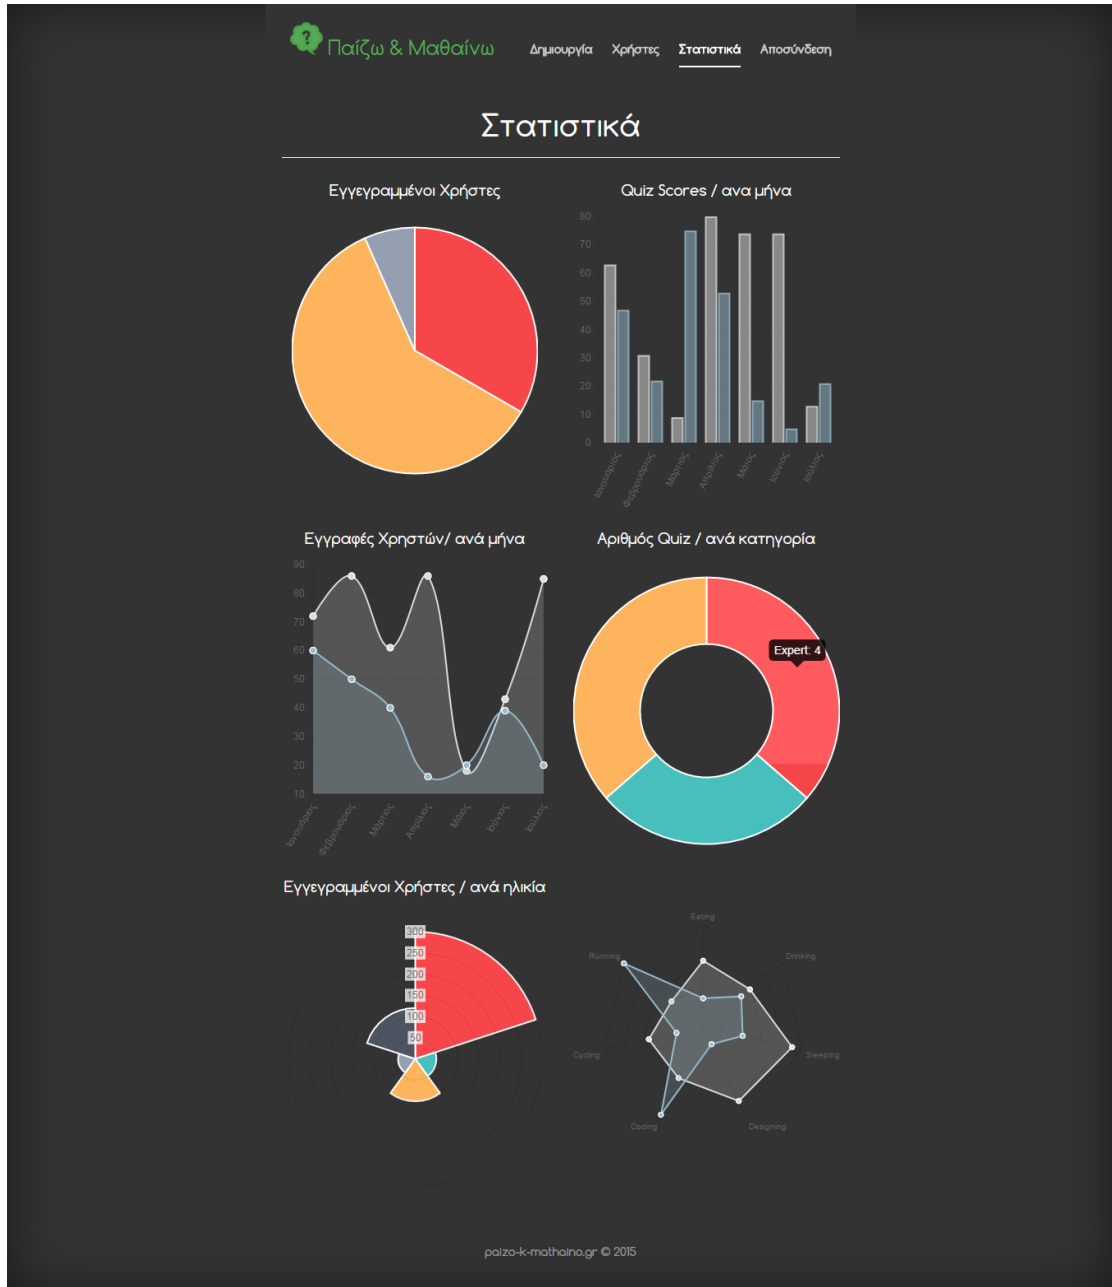 Παίζω & Μαθαίνω
Δημιουργία Χρήστες Στατιστικά Αποσύνδεση
Στατιστικά
Εγγεγραμμένοι Χρήστες
Quiz Scores / ανα μήνα
80
70
60
50
40
30
20
10
0
Ιανουάριος Φεβρουάριος Μάρτιος Απρίλιος Μάιος Ιούνιος Ιούλιος
Εγγραφές Χρηστών/ ανά μήνα
90
80
70
60
50
40
30
20
10
Ιανουάριος Φεβρουάριος Μάρτιος Απρίλιος Μάιος Ιούνιος Ιούλιος
Αριθμός Quiz / ανά κατηγορία
Expert: 4
Εγγεγραμμένοι Χρήστες / ανά ηλικία
300
250
200
150
100
50
Eating
Drinking
Sleeping
Designing
Coding
Cycling
Running
paizo-k-mathaino.gr © 2015